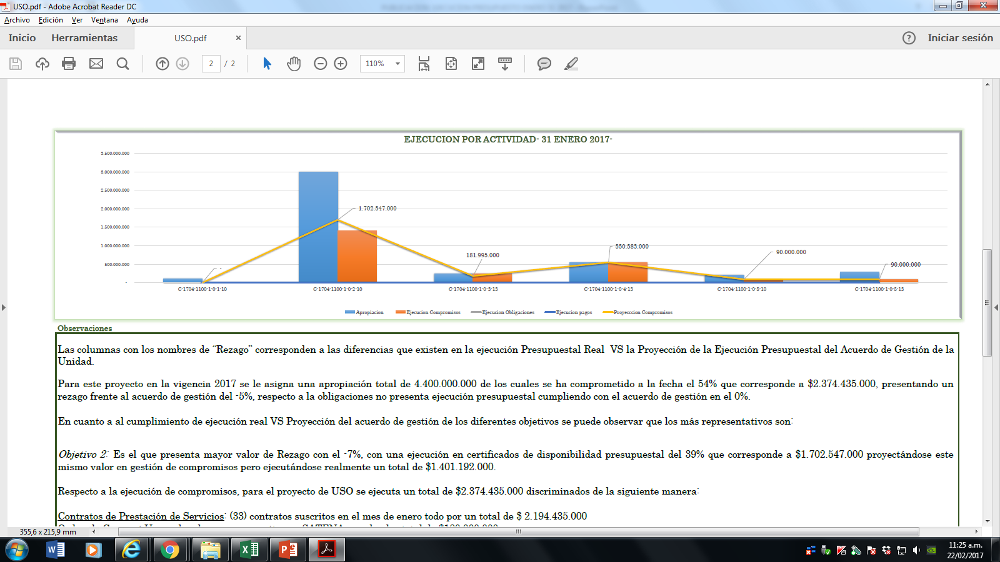 USO.pdf - Adobe Acrobat Reader DC
Archivo Edición Ver Ventana Ayuda
Inicio Herramientas USO.pdf × ? Iniciar sesión
2 / 2 110%
EJECUCION POR ACTIVIDAD- 31 ENERO 2017-
3.500.000.000
3.000.000.000
2.500.000.000
2.000.000.000
1.500.000.000
1.000.000.000
500.000.000
-
-
1.702.547.000
181.995.000
550.583.000
90.000.000
90.000.000
C-1704-1100-1-0-1-10 C-1704-1100-1-0-2-10 C-1704-1100-1-0-3-13 C-1704-1100-1-0-4-13 C-1704-1100-1-0-5-10 C-1704-1100-1-0-5-13
Apropiacion Ejecucion Compromisos Ejecucion Obligaciones Ejecucion pagos Proyecccion Compromisos
Observaciones
Las columnas con los nombres de “Rezago” corresponden a las diferencias que existen en la ejecución Presupuestal Real VS la Proyección de la Ejecución Presupuestal del Acuerdo de Gestión de la
Unidad.
Para este proyecto en la vigencia 2017 se le asigna una apropiación total de 4.400.000.000 de los cuales se ha comprometido a la fecha el 54% que corresponde a $2.374.435.000, presentando un
rezago frente al acuerdo de gestión del -5%, respecto a la obligaciones no presenta ejecución presupuestal cumpliendo con el acuerdo de gestión en el 0%.
En cuanto a al cumplimiento de ejecución real VS Proyección del acuerdo de gestión de los diferentes objetivos se puede observar que los más representativos son:
Objetivo 2: Es el que presenta mayor valor de Rezago con el -7%, con una ejecución en certificados de disponibilidad presupuestal del 39% que corresponde a $1.702.547.000 proyectándose este
mismo valor en gestión de compromisos pero ejecutándose realmente un total de $1.401.192.000.
Respecto a la ejecución de compromisos, para el proyecto de USO se ejecuta un total de $2.374.435.000 discriminados de la siguiente manera:
Contratos de Prestación de Servicios: (33) contratos suscritos en el mes de enero todo por un total de $ 2.194.435.000
355,6 x 215,9 mm
11:25 a.m.
22/02/2017